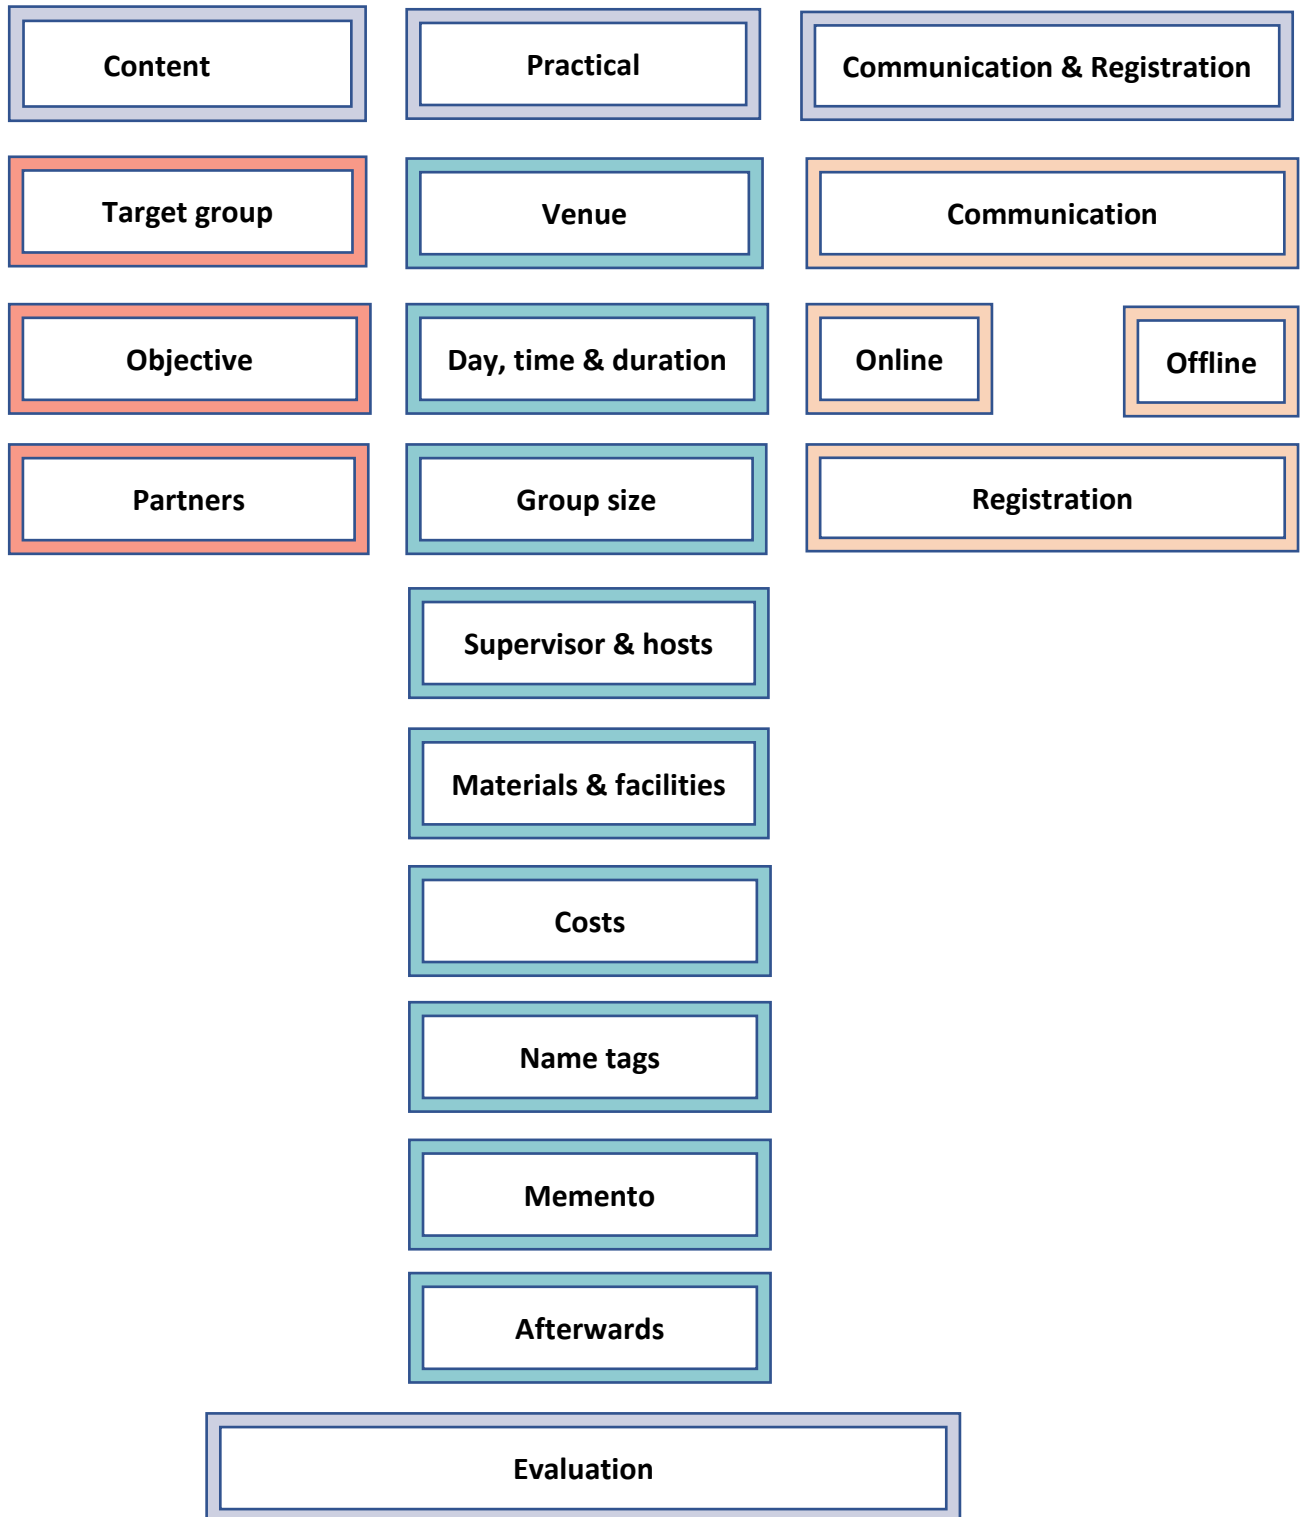 Content
Practical
Communication & Registration
Target group
Venue
Communication
Objective
Day, time & duration
Online
Offline
Partners
Group size
Registration
Supervisor & hosts
Materials & facilities
Costs
Name tags
Memento
Afterwards
Evaluation